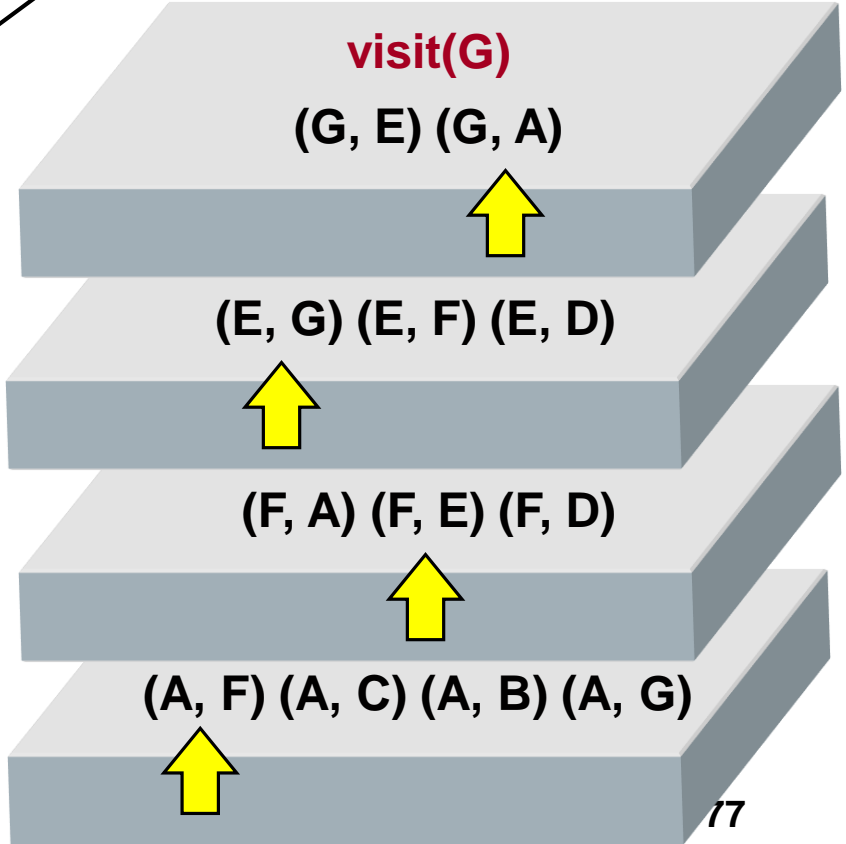 visit(G)
(G, E) (G, A)
(E, G) (E, F) (E, D)
(F, A) (F, E) (F, D)
(A, F) (A, C) (A, B) (A, G)
77